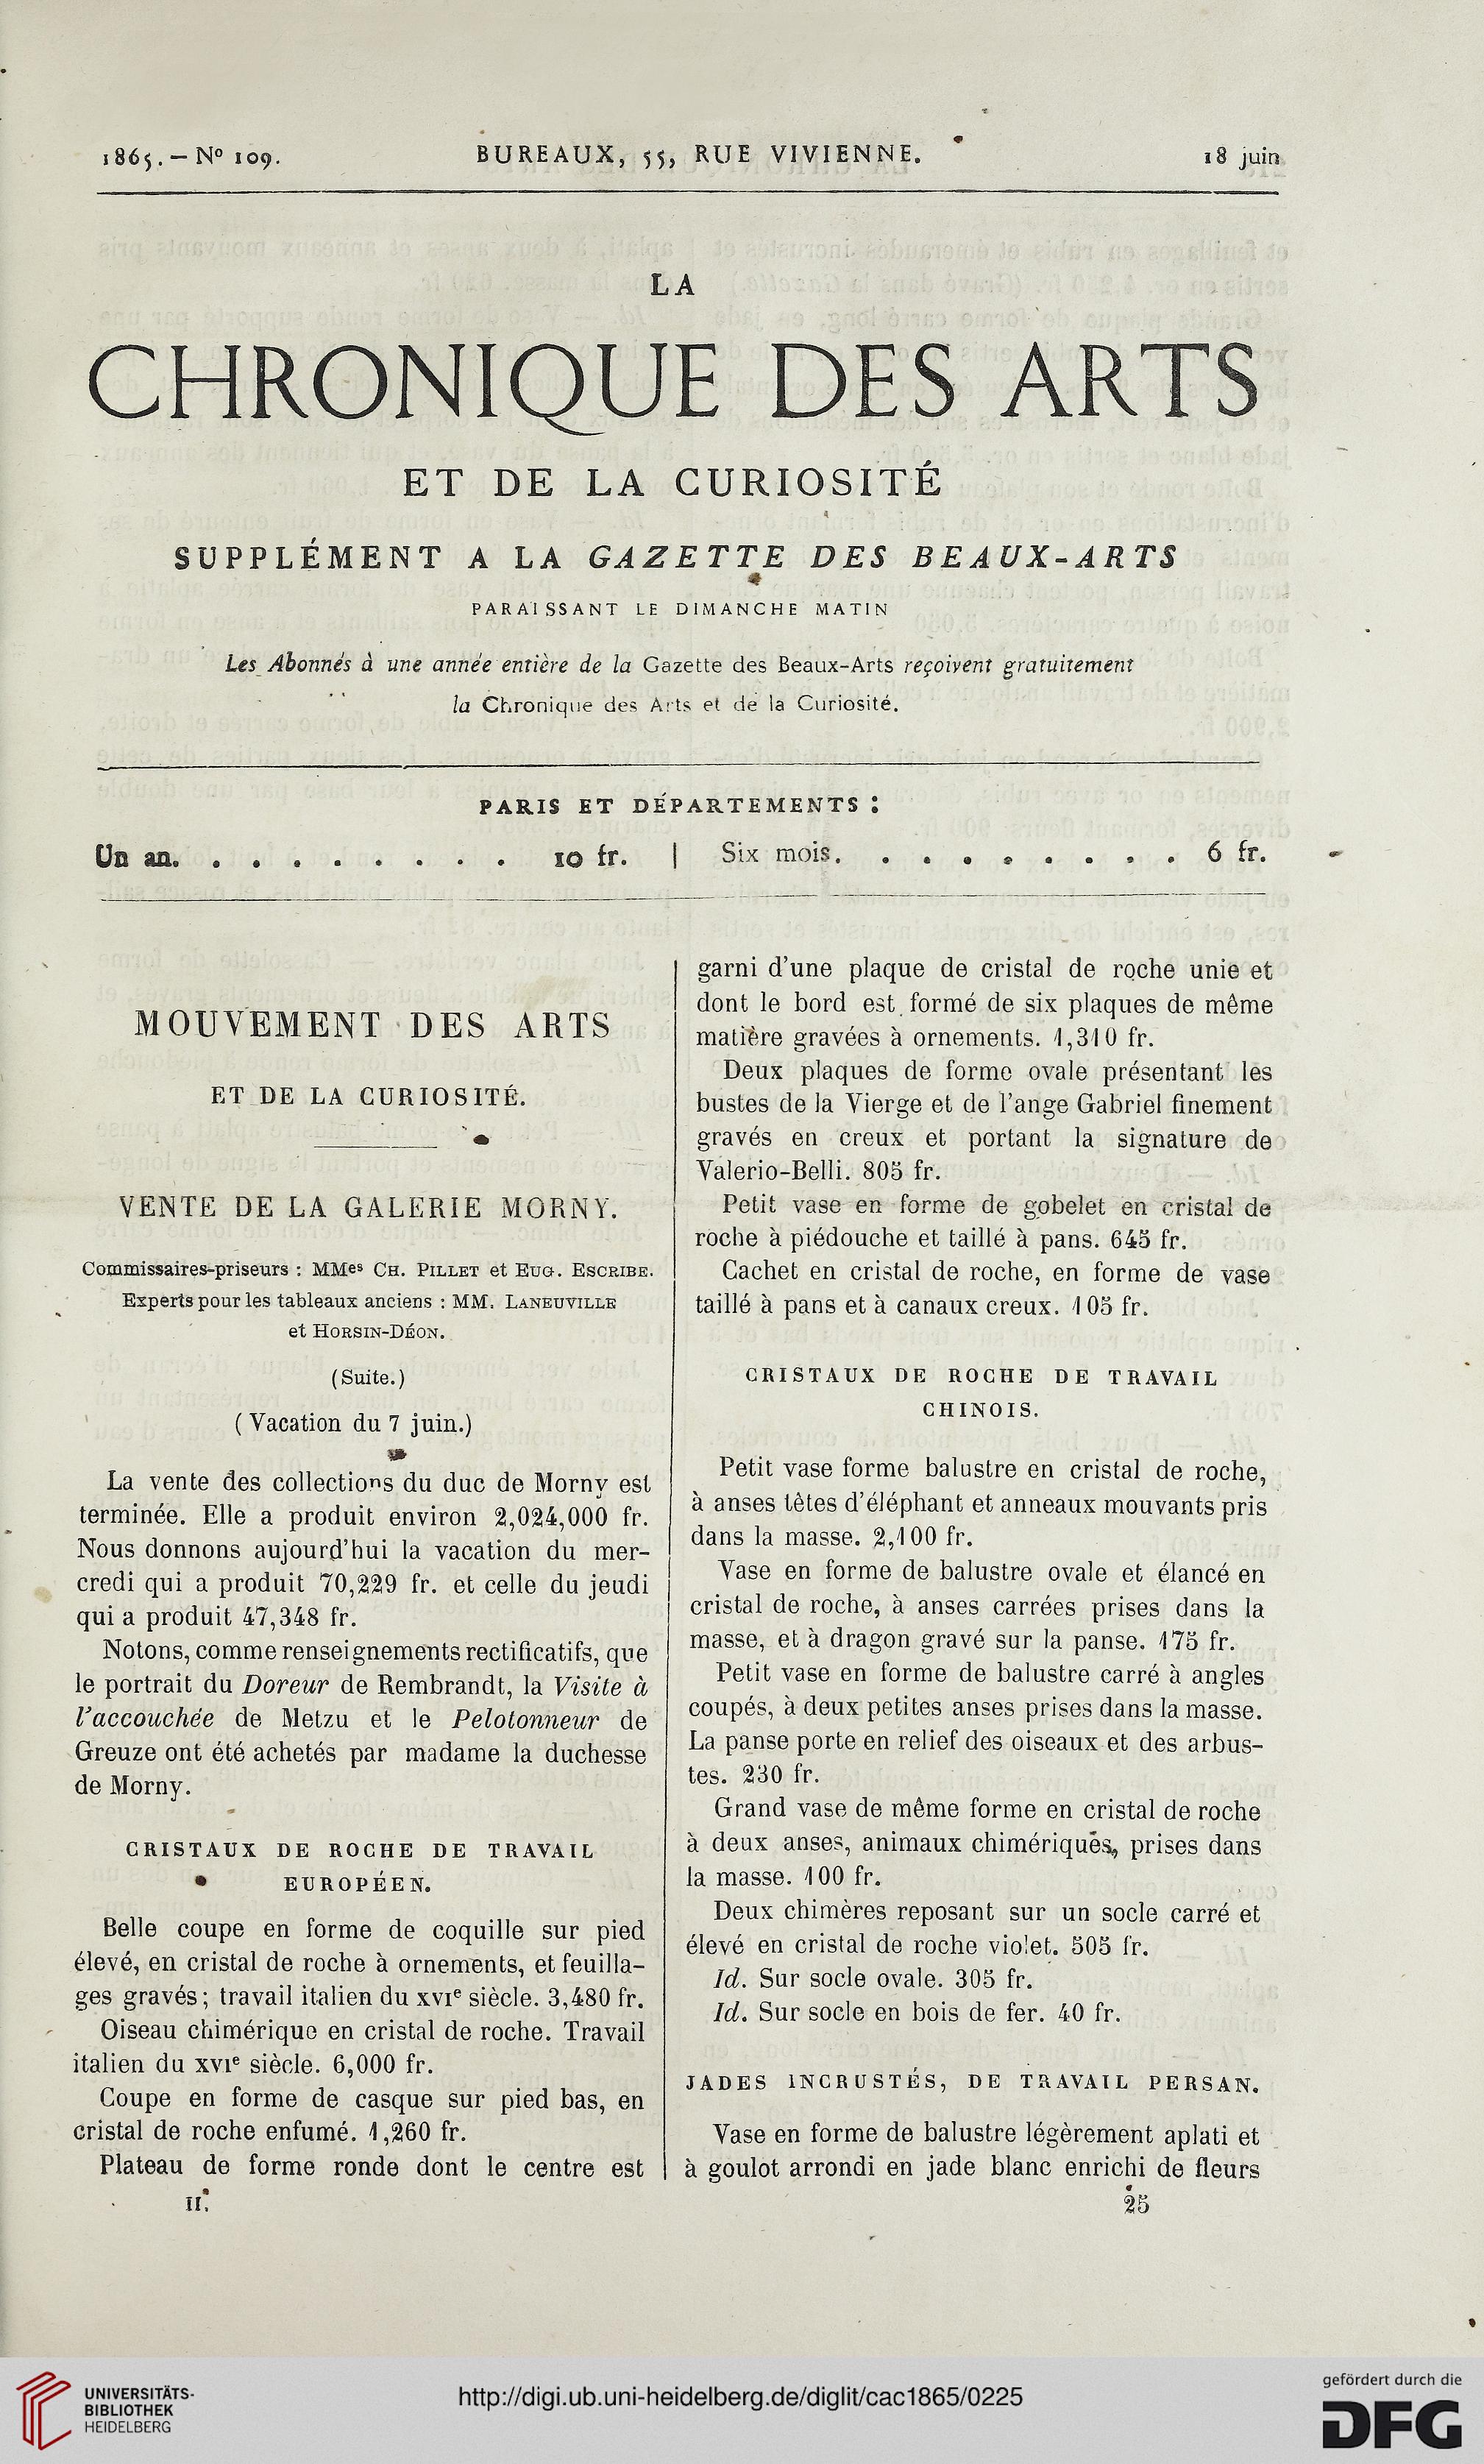 1865. — Nº 109.
BUREAUX, 55, RUE VIVIENNE.
18 juin
LA
CHRONIQUE DES ARTS
ET DE LA CURIOSITÉ
SUPPLÉMENT A LA GAZETTE DES BEAUX-ARTS
PARAISSANT LE DIMANCHE MATIN
Les Abonnés à une année entière de la Gazette des Beaux-Arts reçoivent gratuitement
la Chronique des Arts et de la Curiosité.
PARIS ET DÉPARTEMENTS :
Un an. . . . . . . . . 10 fr. | Six mois. . . . . . . . . 6 fr.
MOUVEMENT DES ARTS
ET DE LA CURIOSITÉ.
VENTE DE LA GALERIE MORNY.
Commissaires-priseurs : MMes CH. PILLET et EUG. ESCRIBE.
Experts pour les tableaux anciens : MM. LANEUVILLE
et HORSIN-DÉON.
(Suite.)
(Vacation du 7 juin.)
La vente des collections du duc de Morny est
terminée. Elle a produit environ 2,024,000 fr.
Nous donnons aujourd'hui la vacation du mer-
credi qui a produit 70,229 fr. et celle du jeudi
qui a produit 47,348 fr.
Notons, comme renseignements rectificatifs, que
le portrait du Doreur de Rembrandt, la Visite à
l'accouchée de Metzu et le Pelotonneur de
Greuze ont été achetés par madame la duchesse
de Morny.
CRISTAUX DE ROCHE DE TRAVAIL
EUROPÉEN.
Belle coupe en forme de coquille sur pied
élevé, en cristal de roche à ornements, et feuilla-
ges gravés; travail italien du XVIe siècle. 3,480 fr.
Oiseau chimérique en cristal de roche. Travail
italien du XVIe siècle. 6,000 fr.
Coupe en forme de casque sur pied bas, en
cristal de roche enfumé. 1,260 fr.
Plateau de forme ronde dont le centre est
II.
garni d'une plaque de cristal de roche unie et
dont le bord est formé de six plaques de même
matière gravées à ornements. 1,310 fr.
Deux plaques de forme ovale présentant les
bustes de la Vierge et de l'ange Gabriel finement
gravés en creux et portant la signature de
Valerio-Belli. 805 fr.
Petit vase en forme de gobelet en cristal de
roche à piédouche et taillé à pans. 645 fr.
Cachet en cristal de roche, en forme de vase
taillé à pans et à canaux creux. 105 fr.
CRISTAUX DE ROCHE DE TRAVAIL
CHINOIS.
Petit vase forme balustre en cristal de roche,
à anses têtes d'éléphant et anneaux mouvants pris
dans la masse. 2,100 fr.
Vase en forme de balustre ovale et élancé en
cristal de roche, à anses carrées prises dans la
masse, et à dragon gravé sur la panse. 175 fr.
Petit vase en forme de balustre carré à angles
coupés, à deux petites anses prises dans la masse.
La panse porte en relief des oiseaux et des arbus-
tes. 230 fr.
Grand vase de même forme en cristal de roche
à deux anses, animaux chimériques, prises dans
la masse. 100 fr.
Deux chimères reposant sur un socle carré et
élevé en cristal de roche violet. 505 fr.
Id. Sur socle ovale. 305 fr.
Id. Sur socle en bois de fer. 40 fr.
JADES INCRUSTÉS, DE TRAVAIL PERSAN.
Vase en forme de balustre légèrement aplati et
à goulot arrondi en jade blanc enrichi de fleurs
25
UNIVERSITÄTS-
BIBLIOTHEK
HEIDELBERG
http://digi.ub.uni-heidelberg.de/diglit/cac1865/0225
gefördert durch die
DFG